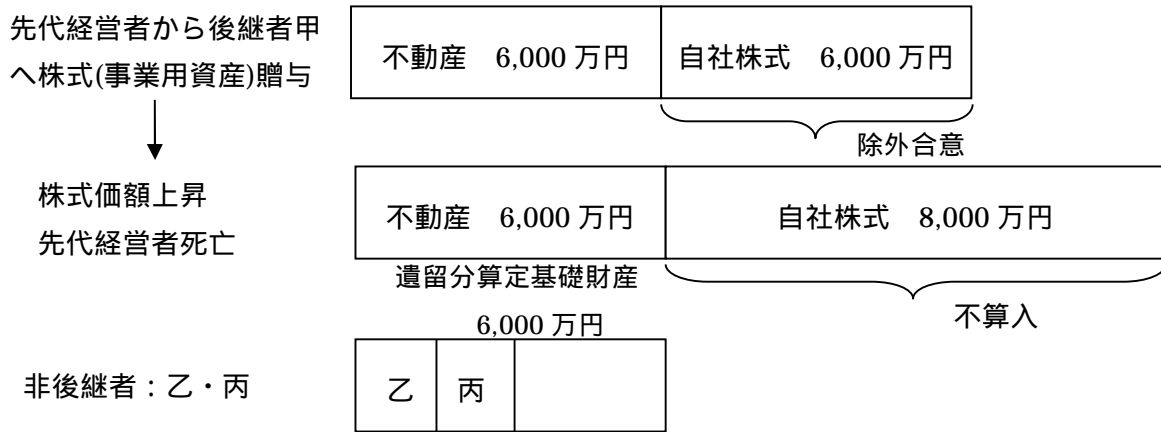 先代経営者から後継者甲
へ株式(事業用資産)贈与
不動産　6,000 万円
自社株式　6,000 万円
除外合意
株式価額上昇
先代経営者死亡
不動産　6,000 万円
自社株式　8,000 万円
遺留分算定基礎財産
6,000 万円
不算入
非後継者：乙・丙
乙
丙